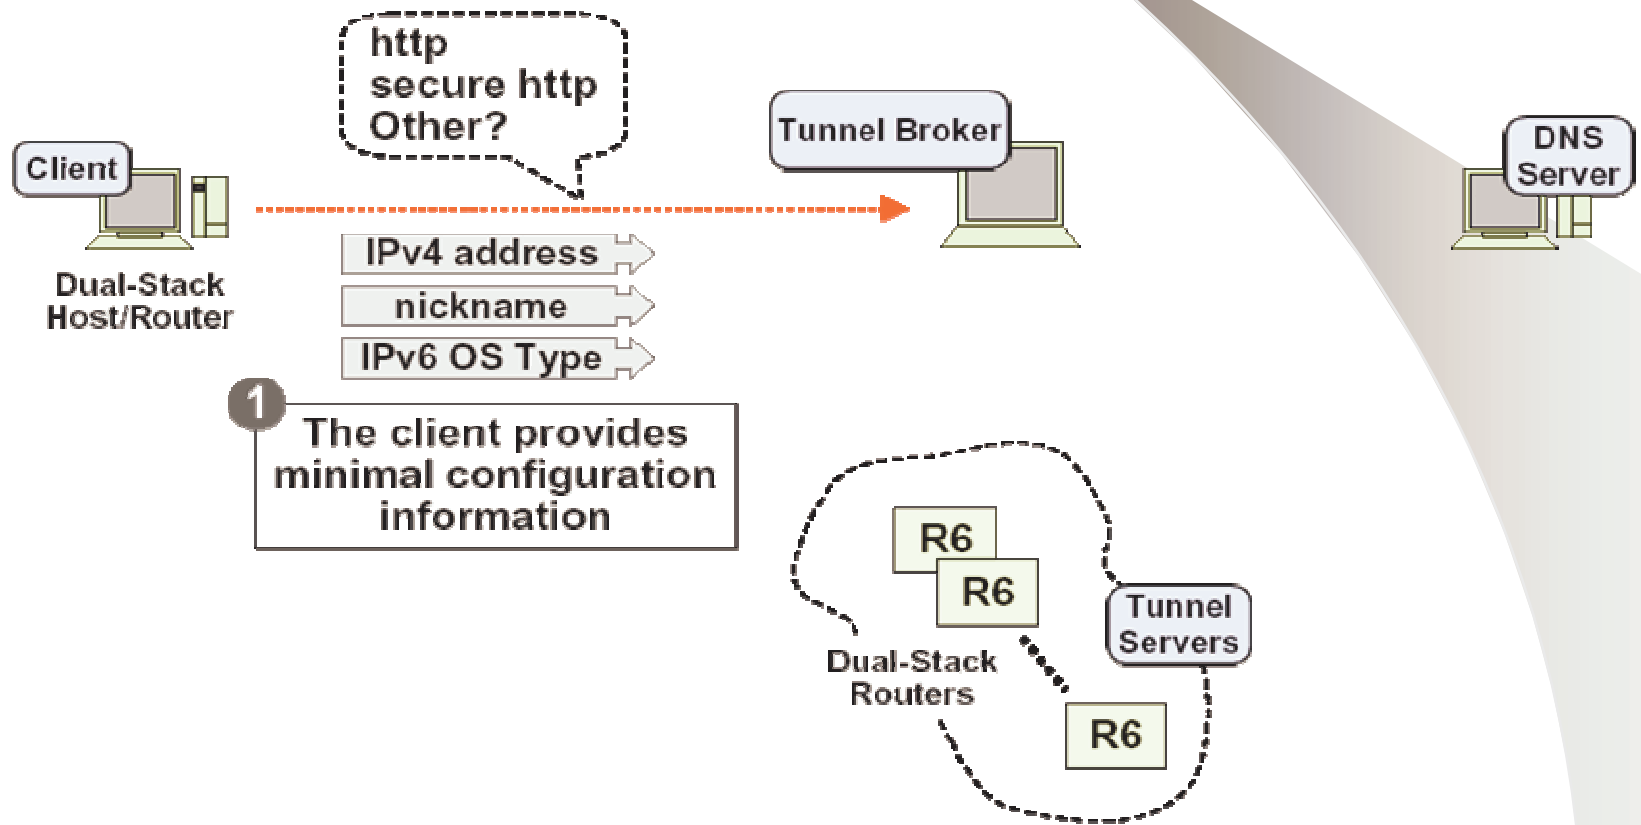 http
secure http
Other?
Client
Tunnel Broker
DNS
Server
IPv4 address
nickname
IPv6 OS Type
Dual-Stack
Host/Router
1
The client provides
minimal configuration
information
R6
R6
Tunnel
Servers
Dual-Stack
Routers
R6